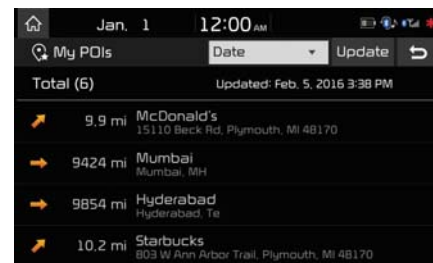 Jan. 1 12:00 AM
My POIs Date Update
Total (6) Updated: Feb. 5, 2016 3:38 PM
9.9 mi McDonald's
15110 Beck Rd, Plymouth, MI 48170
9424 mi Mumbai
Mumbai, MH
9854 mi Hyderabad
Hyderabad, Te
10.2 mi Starbucks
803 W Ann Arbor Trail, Plymouth, MI 48170